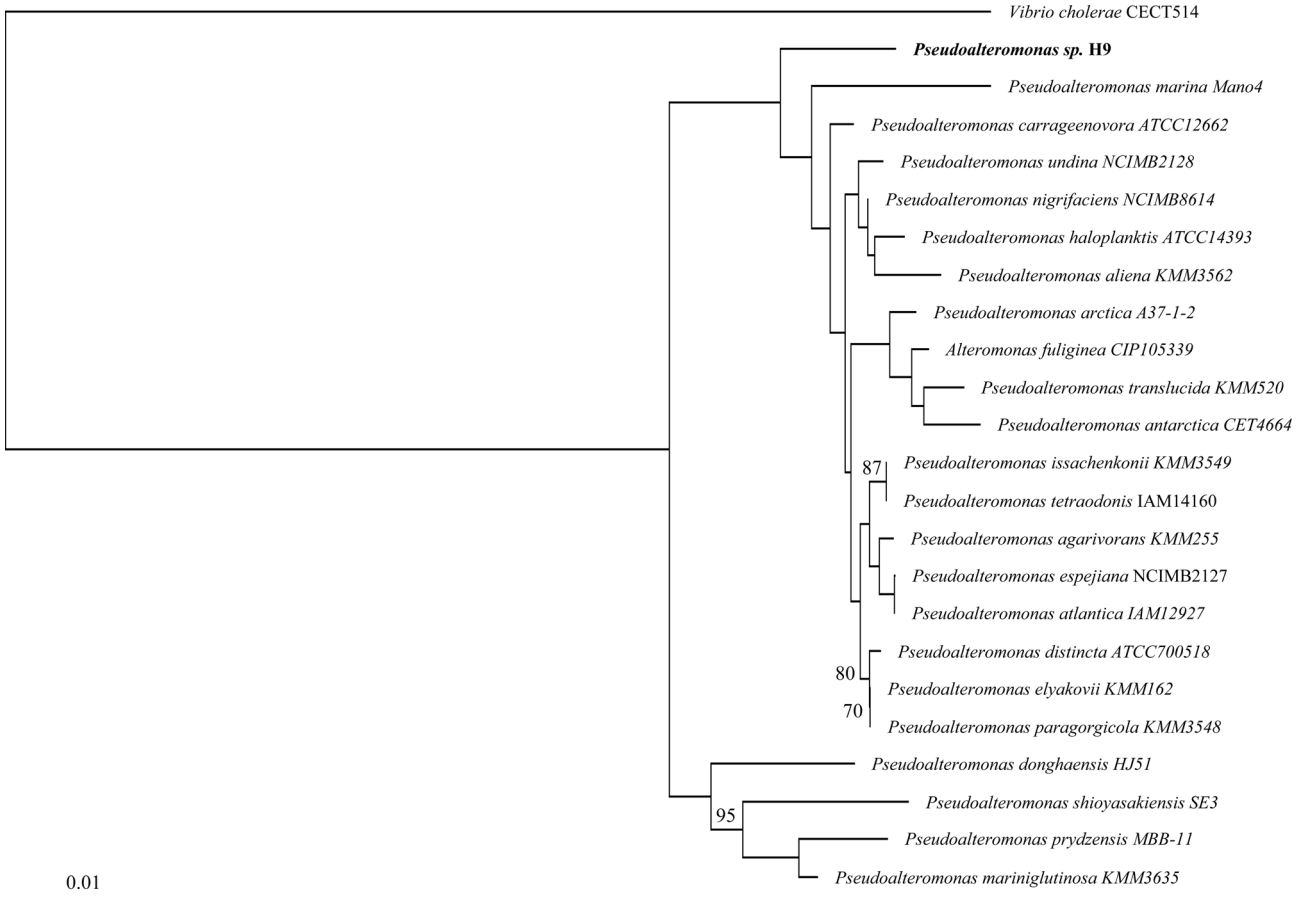 Vibrio cholerae CECT514
Pseudoalteromonas sp. H9
Pseudoalteromonas marina Mano4
Pseudoalteromonas carrageenovora ATCC12662
Pseudoalteromonas undina NCIMB2128
Pseudoalteromonas nigrifaciens NCIMB8614
Pseudoalteromonas haloplanktis ATCC14393
Pseudoalteromonas aliena KMM3562
Pseudoalteromonas arctica A37-1-2
Alteromonas fuliginea CIP105339
Pseudoalteromonas translucida KMM520
Pseudoalteromonas antarctica CET4664
87
Pseudoalteromonas issachenkonii KMM3549
Pseudoalteromonas tetraodonis IAM14160
Pseudoalteromonas agarivorans KMM255
Pseudoalteromonas espejiana NCIMB2127
Pseudoalteromonas atlantica IAM12927
Pseudoalteromonas distincta ATCC700518
80
Pseudoalteromonas elyakovii KMM162
70
Pseudoalteromonas paragorgicola KMM3548
Pseudoalteromonas donghaensis HJ51
Pseudoalteromonas shioyasakiensis SE3
95
Pseudoalteromonas prydzensis MBB-11
Pseudoalteromonas mariniglutinosa KMM3635
0.01